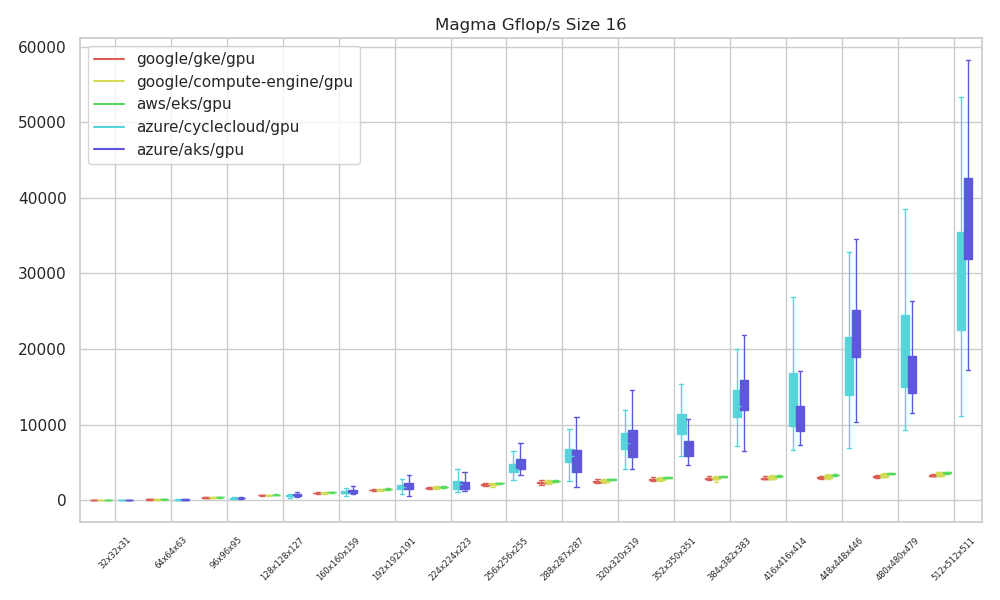 Magma Gflop/s Size 16
60000
50000
40000
30000
20000
10000
0
google/gke/gpu
google/compute-engine/gpu
aws/eks/gpu
azure/cyclecloud/gpu
azure/aks/gpu
32x32x31
64x64x63
96x96x95
128x128x127
160x160x159
192x192x191
224x224x223
256x256x255
288x287x287
320x320x319
352x350x351
384x382x383
416x416x414
448x448x446
480x480x479
512x512x511